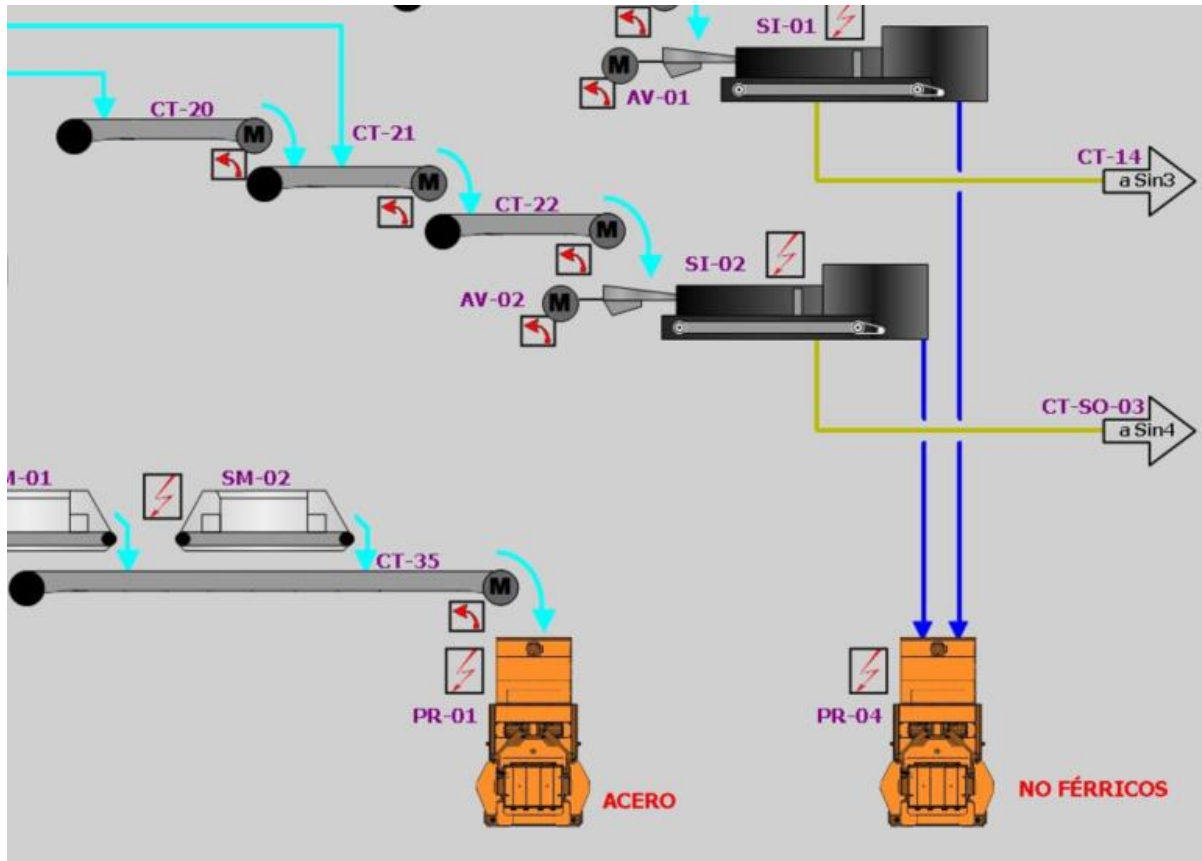 SI-01
M
AV-01
CT-20
M
CT-21
M
CT-14
a Sin3
CT-22
M
SI-02
AV-02
M
CT-SO-03
a Sin4
M-01
SM-02
CT-35
M
PR-01
PR-04
ACERO
NO FÉRRICOS